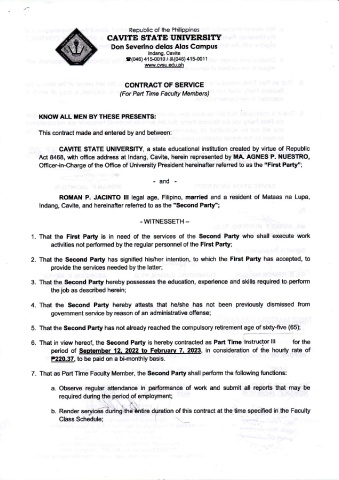 Republic of the Philippines
CAVITE STATE UNIVERSITY
Don Severino delas Alas Campus
Indang, Cavite
☎(046) 415-0010 / (046) 415-0011
www.cvsu.edu.ph
CONTRACT OF SERVICE
(For Part Time Faculty Members)
KNOW ALL MEN BY THESE PRESENTS:
This contract made and entered by and between:
CAVITE STATE UNIVERSITY, a state educational institution created by virtue of Republic
Act 8468, with office address at Indang, Cavite, herein represented by MA. AGNES P. NUESTRO,
Officer-in-Charge of the Office of University President hereinafter referred to as the "First Party";
- and -
ROMAN P. JACINTO III legal age, Filipino, married and a resident of Mataas na Lupa,
Indang, Cavite, and hereinafter referred to as the "Second Party";
- WITNESSETH –
1. That the First Party is in need of the services of the Second Party who shall execute work
activities not performed by the regular personnel of the First Party;
2. That the Second Party has signified his/her intention, to which the First Party has accepted, to
provide the services needed by the latter;
3. That the Second Party hereby possesses the education, experience and skills required to perform
the job as described herein;
4. That the Second Party hereby attests that he/she has not been previously dismissed from
government service by reason of an administrative offense;
5. That the Second Party has not already reached the compulsory retirement age of sixty-five (65);
6. That in view hereof, the Second Party is hereby contracted as Part Time Instructor III for the
period of September 12, 2022 to February 7, 2023, in consideration of the hourly rate of
₱220.37, to be paid on a bi-monthly basis.
7. That as Part Time Faculty Member, the Second Party shall perform the following functions:
a. Observe regular attendance in performance of work and submit all reports that may be
required during the period of employment;
b. Render services during the entire duration of this contract at the time specified in the Faculty
Class Schedule;